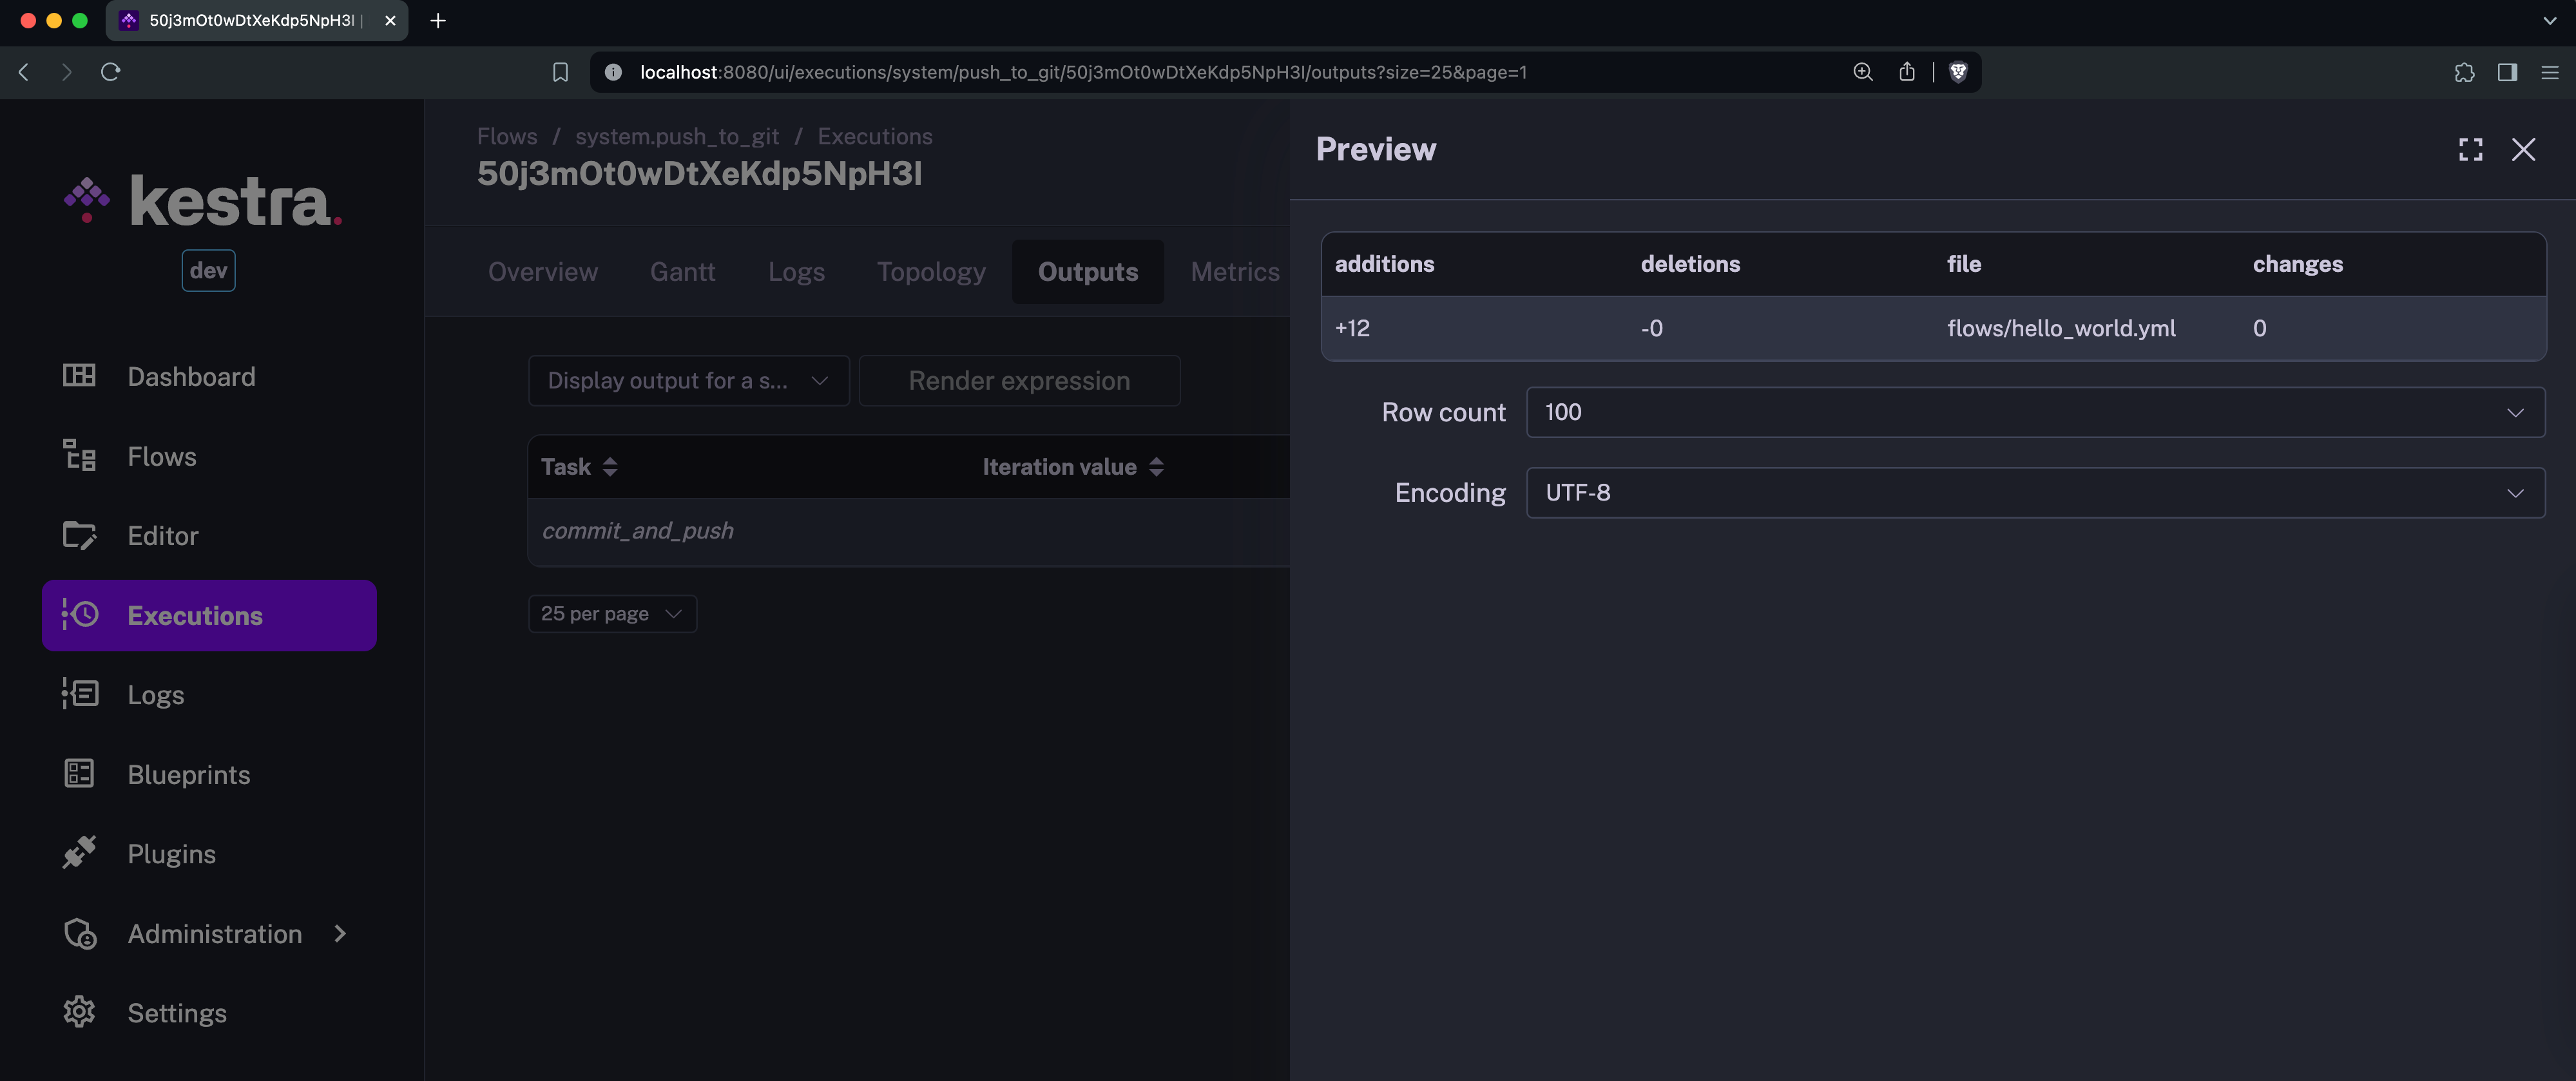 50j3mOt0wDtXeKdp5NpH3l |
localhost:8080/ui/executions/system/push_to_git/50j3mOt0wDtXeKdp5NpH3l/outputs?size=25&page=1
kestra.
dev
Dashboard
Flows
Editor
Executions
Logs
Blueprints
Plugins
Administration
Settings
Flows / system.push_to_git / Executions
50j3mOt0wDtXeKdp5NpH3l
Overview Gantt Logs Topology Outputs Metrics
Display output for a s... Render expression
Task Iteration value
commit_and_push
25 per page
Preview
additions deletions file changes
+12 -0 flows/hello_world.yml 0
Row count 100
Encoding UTF-8